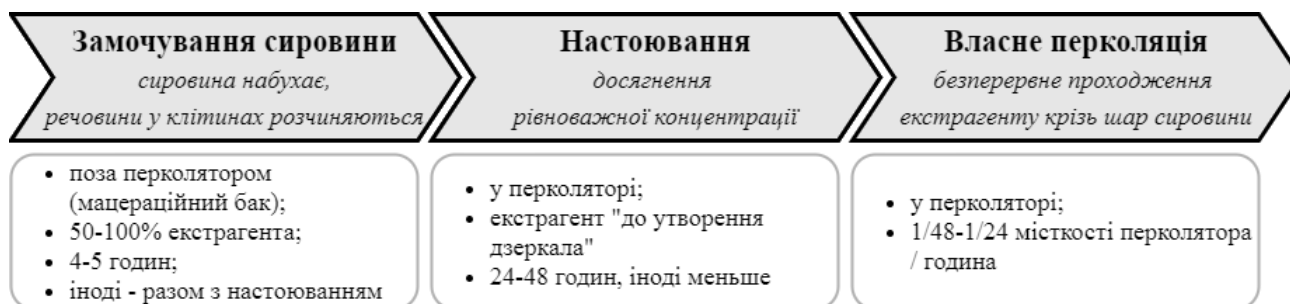 Замочування сировини
сировина набухає,
речовини у клітинах розчиняються
Настоювання
досягнення
рівноважної концентрації
Власне перколяція
безперервне проходження
екстрагенту крізь шар сировини
• поза перколятором
(мацераційний бак);
• 50-100% екстрагента;
• 4-5 годин;
• іноді - разом з настоюванням
• у перколяторі;
• екстрагент "до утворення
дзеркала"
• 24-48 годин, іноді меньше
• у перколяторі;
• 1/48-1/24 місткості перколятора
/ година